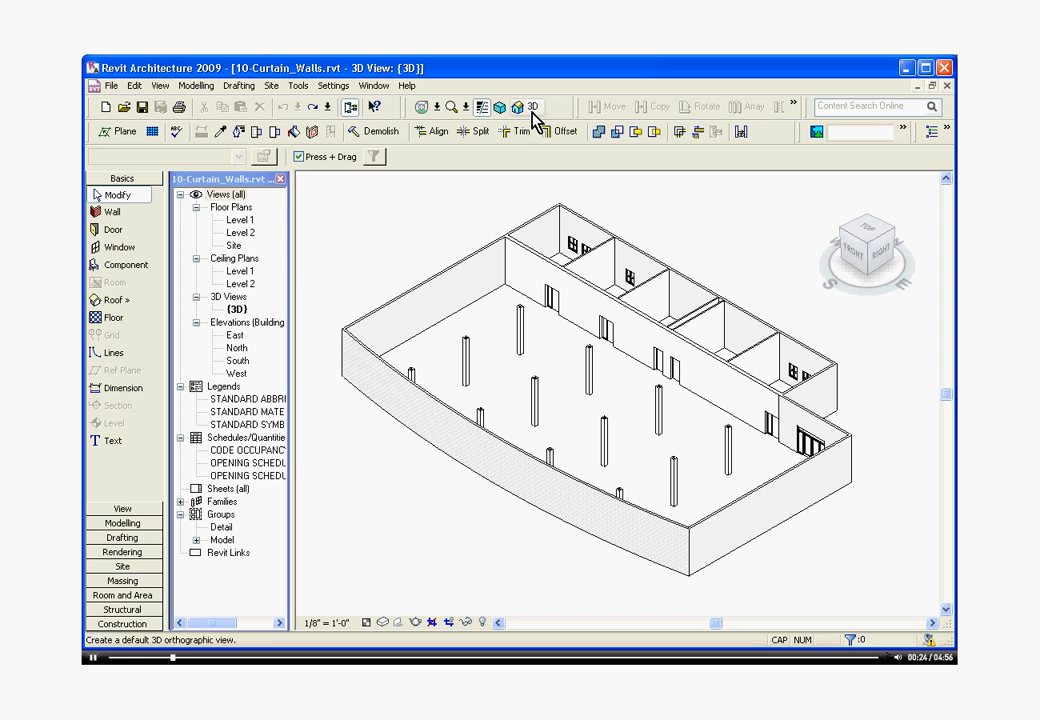 Revit Architecture 2009 - [10-Curtain_Walls.rvt - 3D View: {3D}]
File Edit View Modelling Drafting Site Tools Settings Window Help
3D Move Copy Rotate Array » Content Search Online
Plane Demolish Align Split Trim Offset » »
Press + Drag
Basics
Modify
Wall
Door
Window
Component
Room
Roof »
Floor
Grid
Lines
Ref Plane
Dimension
Section
Level
Text
View
Modelling
Drafting
Rendering
Site
Massing
Room and Area
Structural
Construction
10-Curtain_Walls.rvt ...
Views (all)
Floor Plans
Level 1
Level 2
Site
Ceiling Plans
Level 1
Level 2
3D Views
{3D}
Elevations (Building
East
North
South
West
Legends
STANDARD ABBRI
STANDARD MATE
STANDARD SYMB
Schedules/Quantitie
CODE OCCUPANC
OPENING SCHEDU
OPENING SCHEDU
Sheets (all)
Families
Groups
Detail
Model
Revit Links
TOP
FRONT RIGHT
S E
1/8" = 1'-0"
Create a default 3D orthographic view. CAP NUM :0
00:24 / 04:56